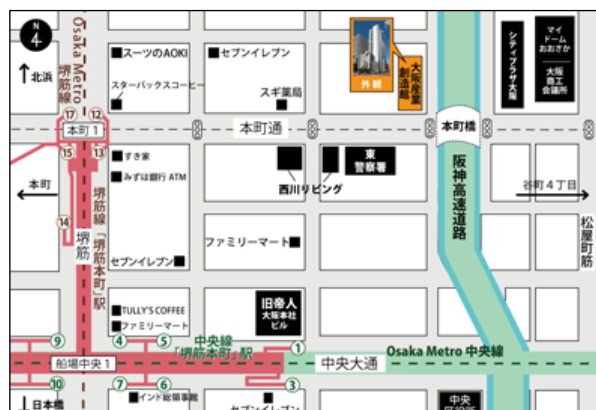 N
4
Osaka Metro
堺筋線
↑北浜
スーツのAOKI
セブンイレブン
スターバックスコーヒー
スギ薬局
外観
大阪産業
創造館
シティプラザ大阪
マイ
ドーム
おおさか
大阪
商工
会議所
⑰
⑫
本町1
本町通
本町橋
⑮
⑬
すき家
みずほ銀行 ATM
西川リビング
東
警察署
阪神高速道路
本町
谷町4丁目
松屋町筋
⑭
堺筋
堺筋線「堺筋本町」駅
ファミリーマート
セブンイレブン
TULLY'S COFFEE
ファミリーマート
旧帝人
大阪本社
ビル
⑨
④
⑤
中央線
「堺筋本町」駅
①
船場中央1
中央大通
Osaka Metro 中央線
⑩
⑦
⑥
③
↓日本橋
インド総領事館
セブンイレブン
中央